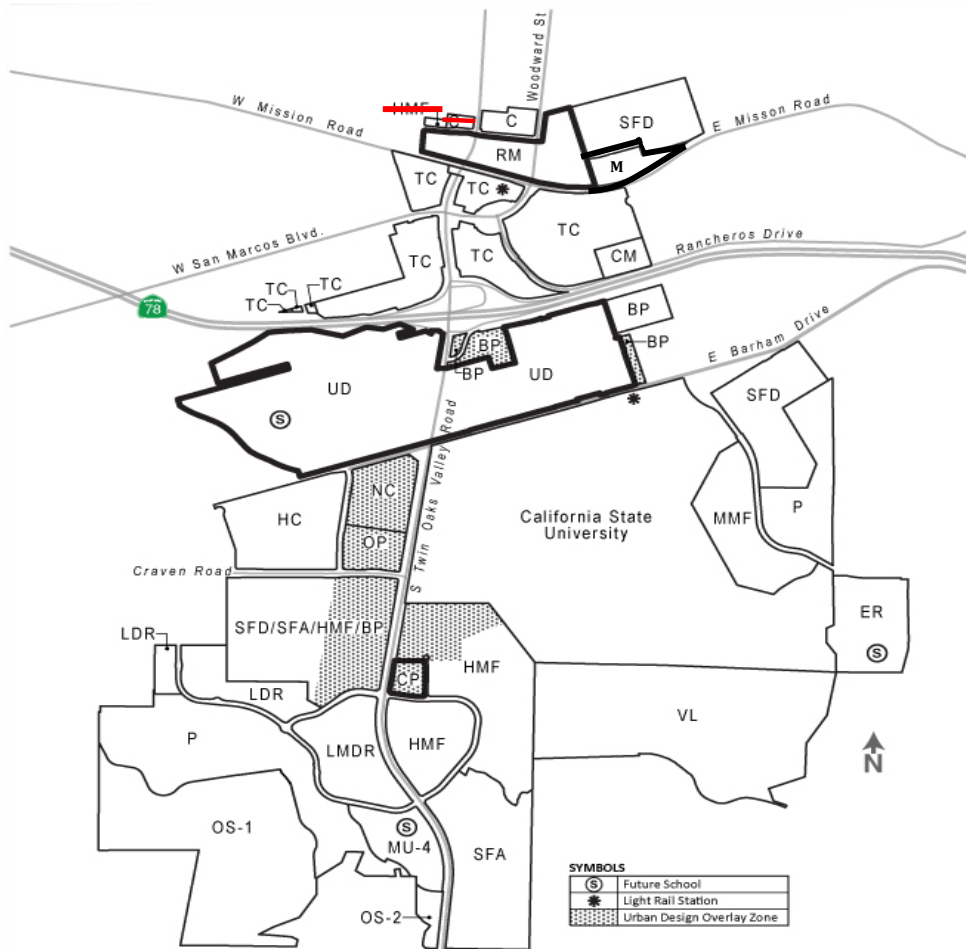 Woodward St
W Mission Road
HMF
C
C
SFD
E Misson Road
RM
M
TC
TC
TC
W San Marcos Blvd.
TC
TC
CM
Rancheros Drive
TC
TC
78
BP
BP
BP
BP
E Barham Drive
UD
UD
SFD
S
S Twin Oaks Valley Road
NC
HC
OP
California State
University
MMF
P
Craven Road
ER
SFD/SFA/HMF/BP
LDR
HMF
S
CP
LDR
VL
P
LMDR
HMF
N
OS-1
S
MU-4
SFA
OS-2
SYMBOLS
S Future School
Light Rail Station
Urban Design Overlay Zone